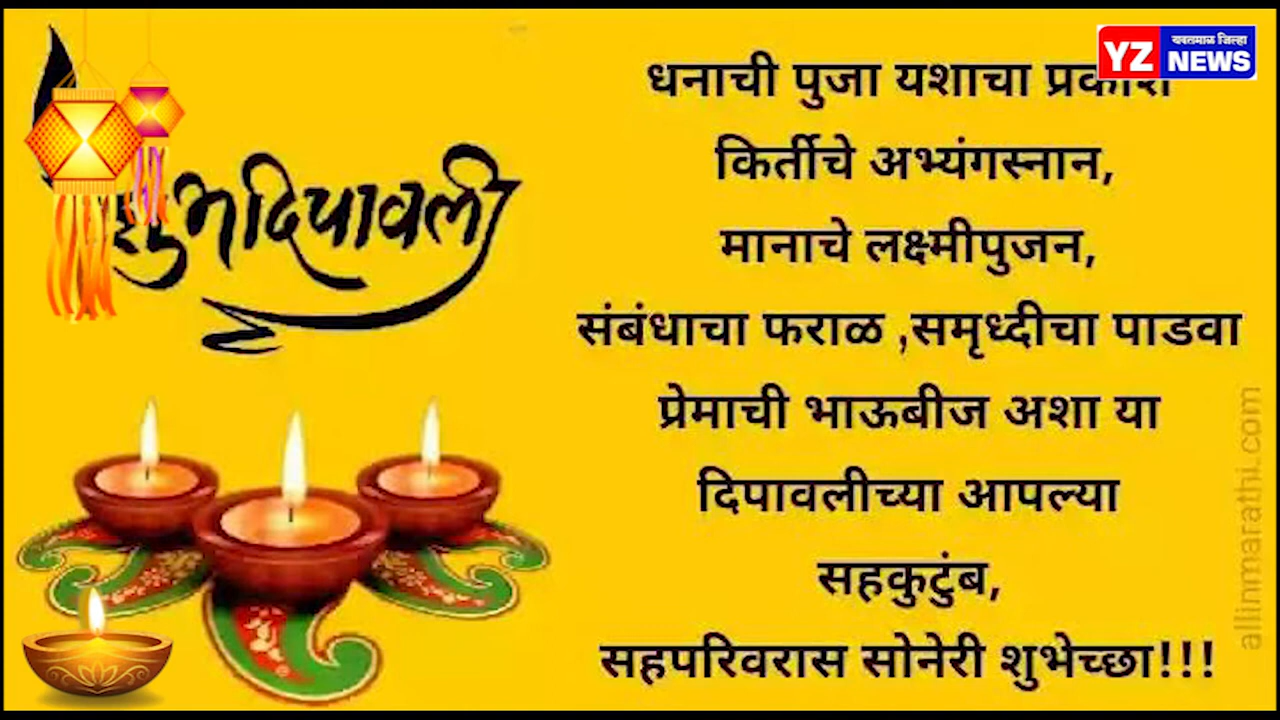 शुभ दिपावली
यवतमाळ जिल्हा
YZ NEWS
धनाची पुजा यशाचा प्रकाश
किर्तीचे अभ्यंगस्नान,
मानाचे लक्ष्मीपुजन,
संबंधाचा फराळ ,समृध्दीचा पाडवा
प्रेमाची भाऊबीज अशा या
दिपावलीच्या आपल्या
सहकुटुंब,
सहपरिवरास सोनेरी शुभेच्छा!!!
allinmarathi.com